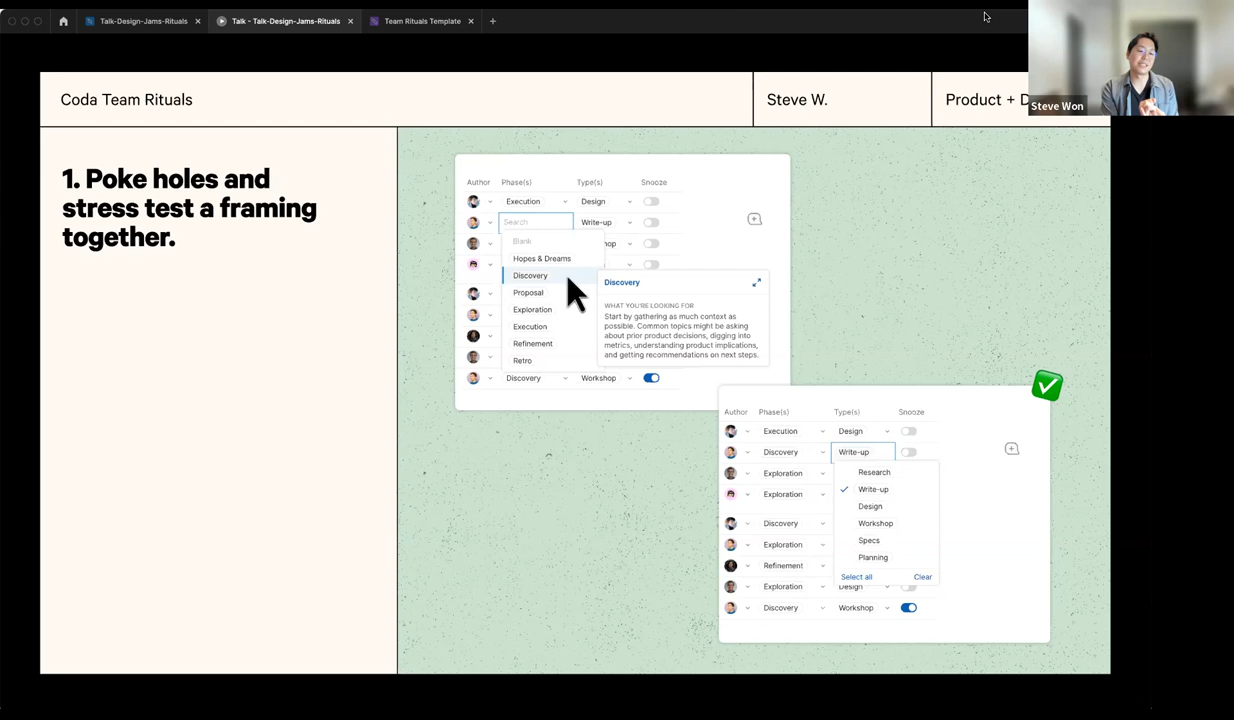 Talk-Design-Jams-Rituals
Talk - Talk-Design-Jams-Rituals
Team Rituals Template
Steve Won
Coda Team Rituals
Steve W.
Product + D
1. Poke holes and
stress test a framing
together.
Author Phase(s) Type(s) Snooze
Execution Design
Search Write-up
hop
Blank
Hopes & Dreams
Discovery
Proposal
Exploration
Execution
Refinement
Retro
Discovery Workshop
Discovery
WHAT YOU'RE LOOKING FOR
Start by gathering as much context as
possible. Common topics might be asking
about prior product decisions, digging into
metrics, understanding product implications,
and getting recommendations on next steps.
Author Phase(s) Type(s) Snooze
Execution Design
Discovery Write-up
Exploration
Exploration
Discovery
Exploration
Refinement
Exploration Design
Discovery Workshop
Research
Write-up
Design
Workshop
Specs
Planning
Select all Clear